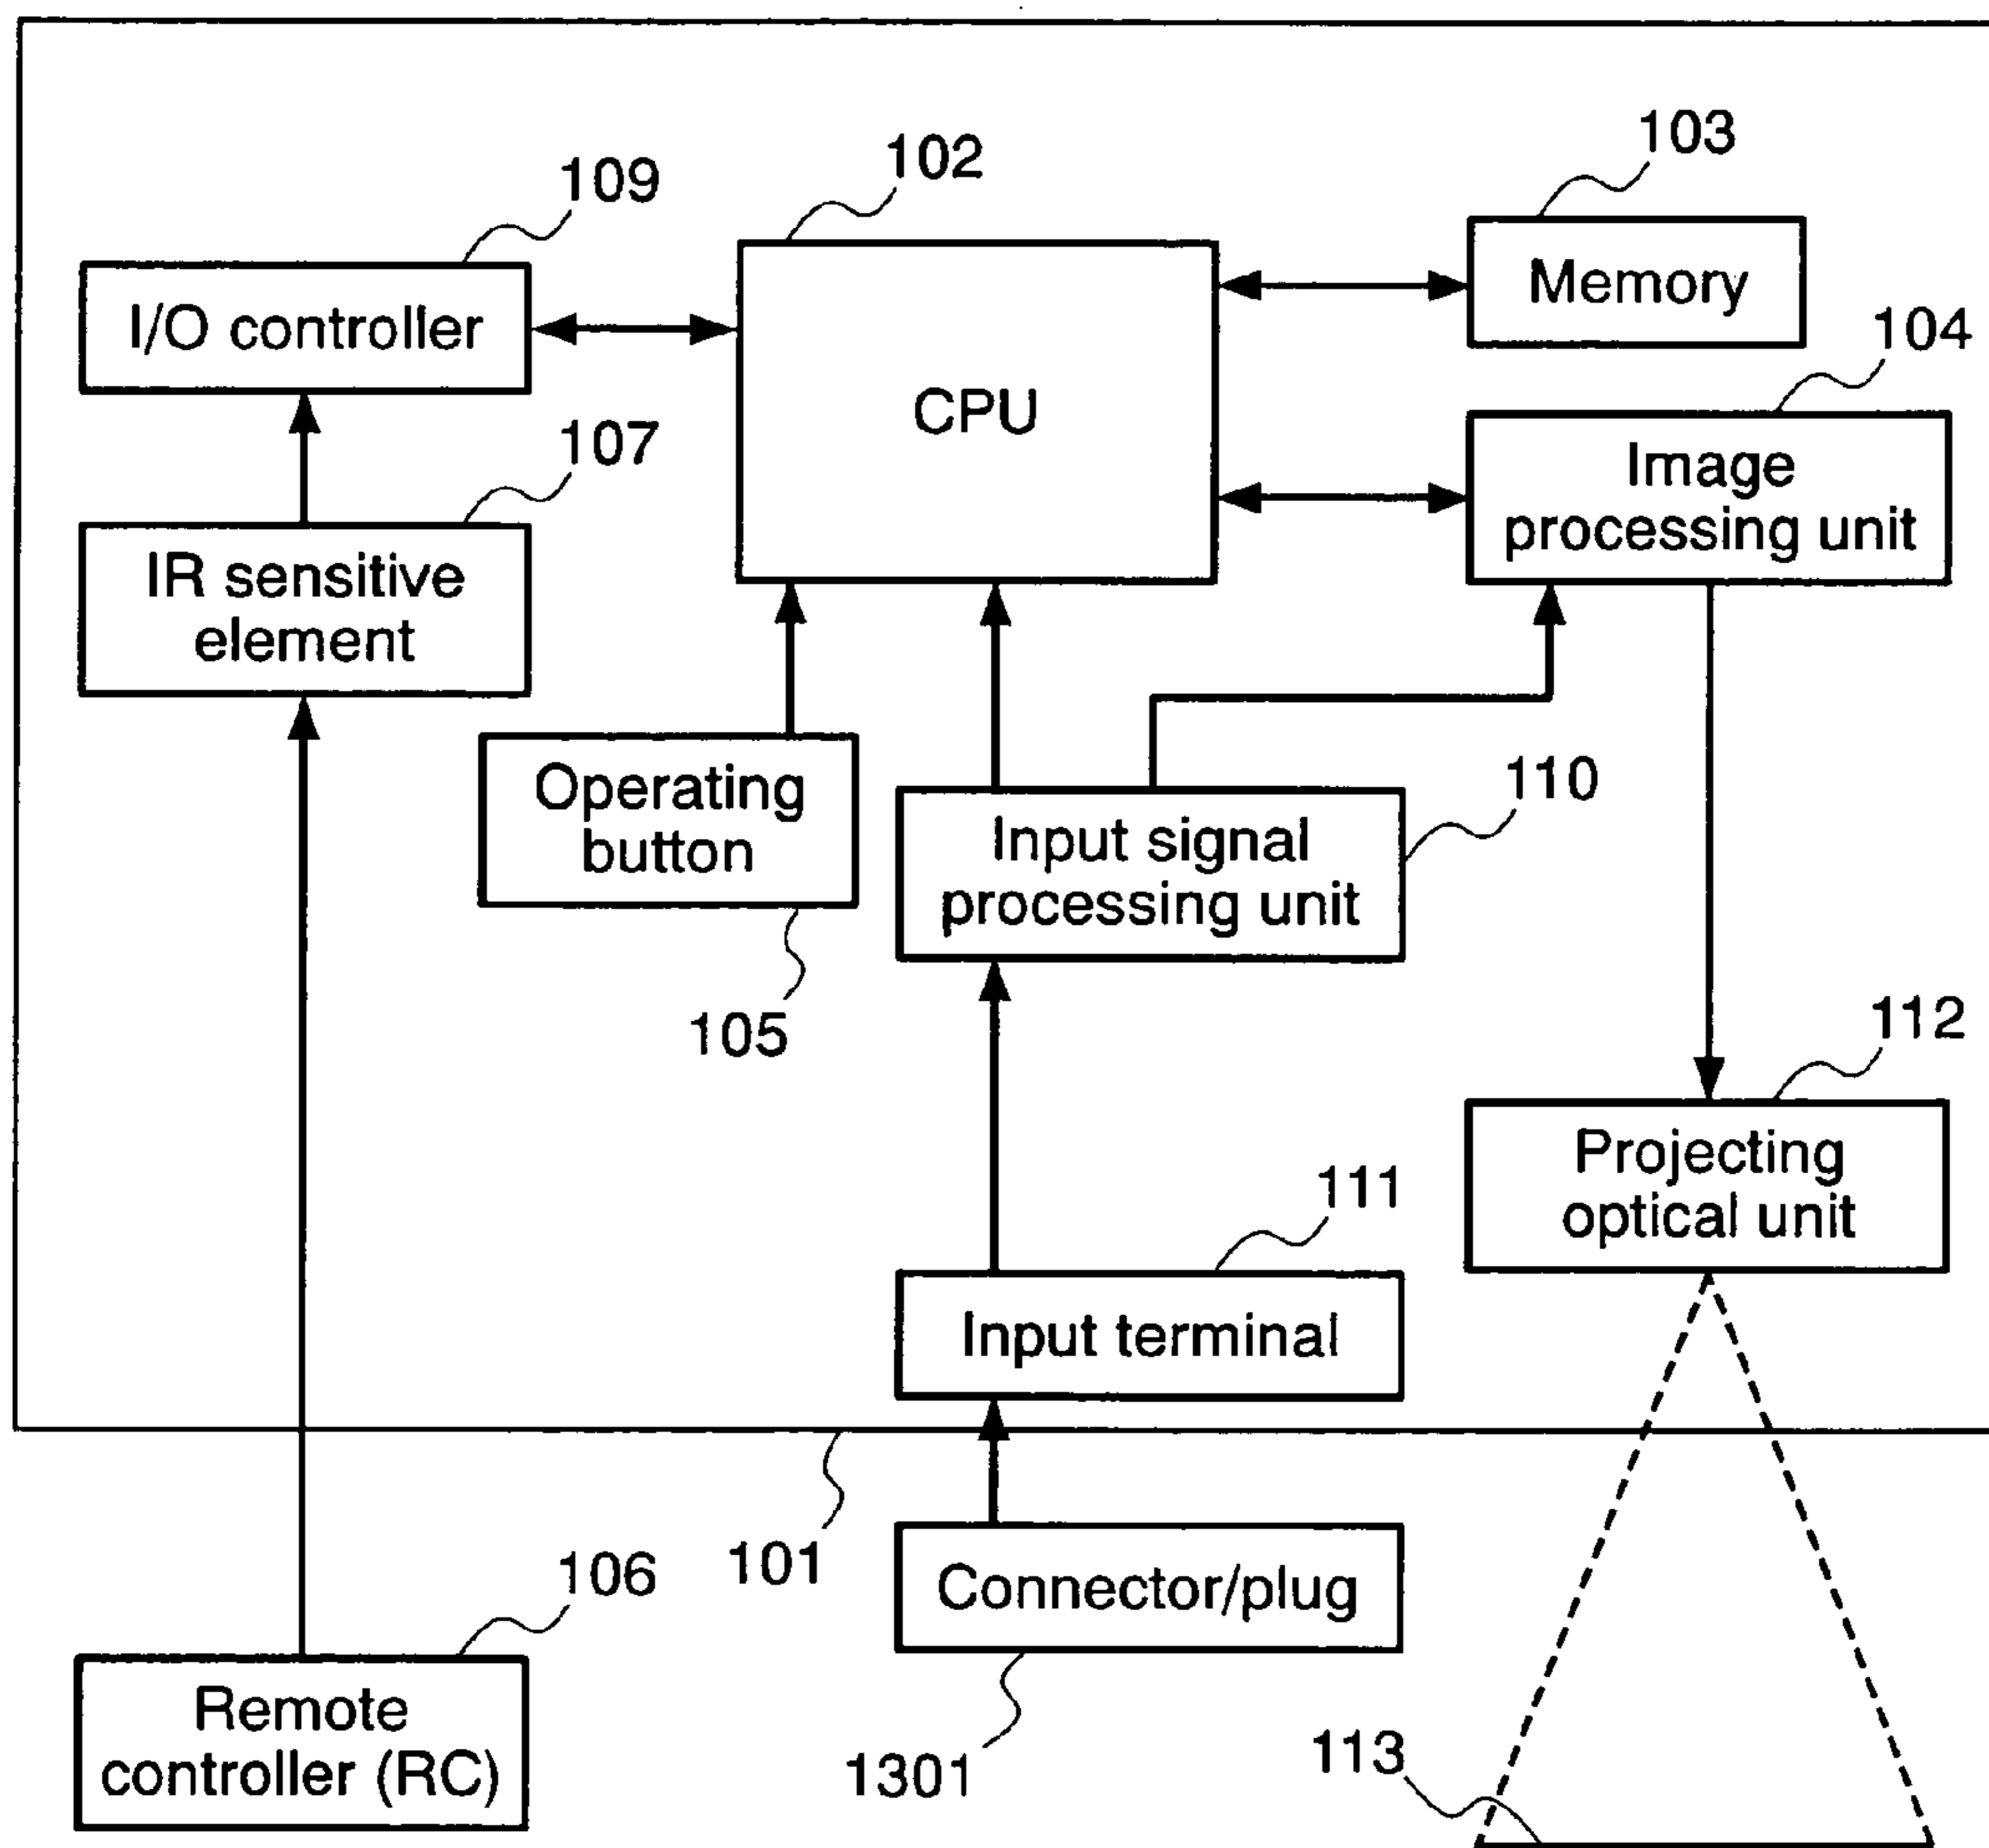 103
102
109
Memory
I/O controller
104
CPU
107
Image
processing unit
IR sensitive
element
Operating
button
110
Input signal
processing unit
105
112
Projecting
optical unit
111
Input terminal
101
106
Connector/plug
Remote
controller (RC)
1301
113